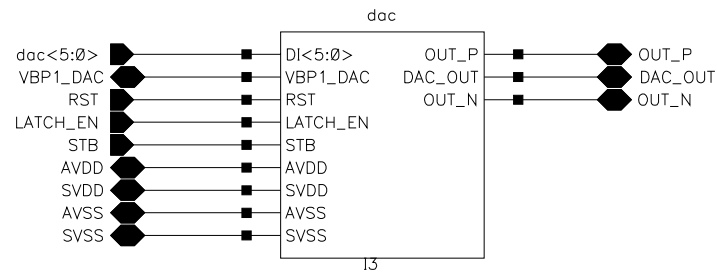 dac
dac<5:0> DI<5:0> OUT_P OUT_P
VBP1_DAC VBP1_DAC DAC_OUT DAC_OUT
RST RST OUT_N OUT_N
LATCH_EN LATCH_EN
STB STB
AVDD AVDD
SVDD SVDD
AVSS AVSS
SVSS SVSS
I3